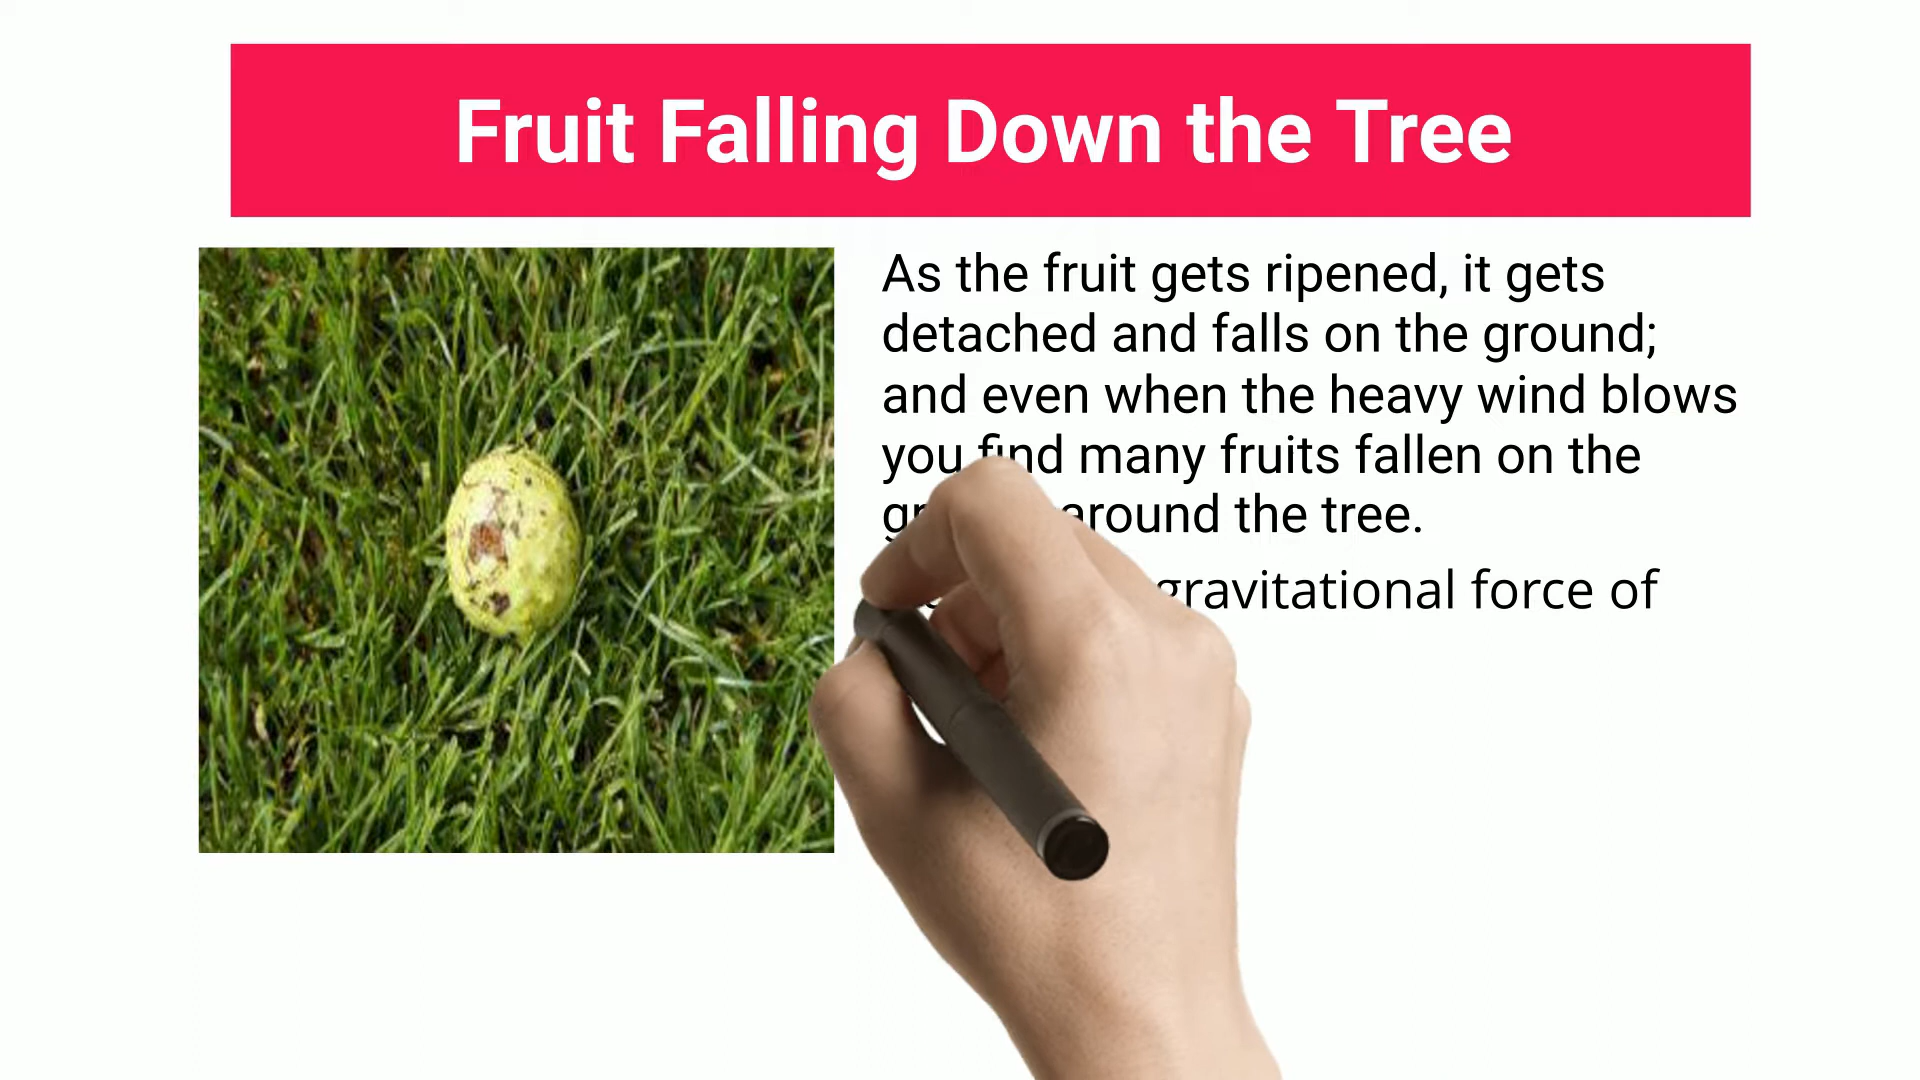 Fruit Falling Down the Tree
As the fruit gets ripened, it gets
detached and falls on the ground;
and even when the heavy wind blows
you find many fruits fallen on the
around the tree.
gravitational force of